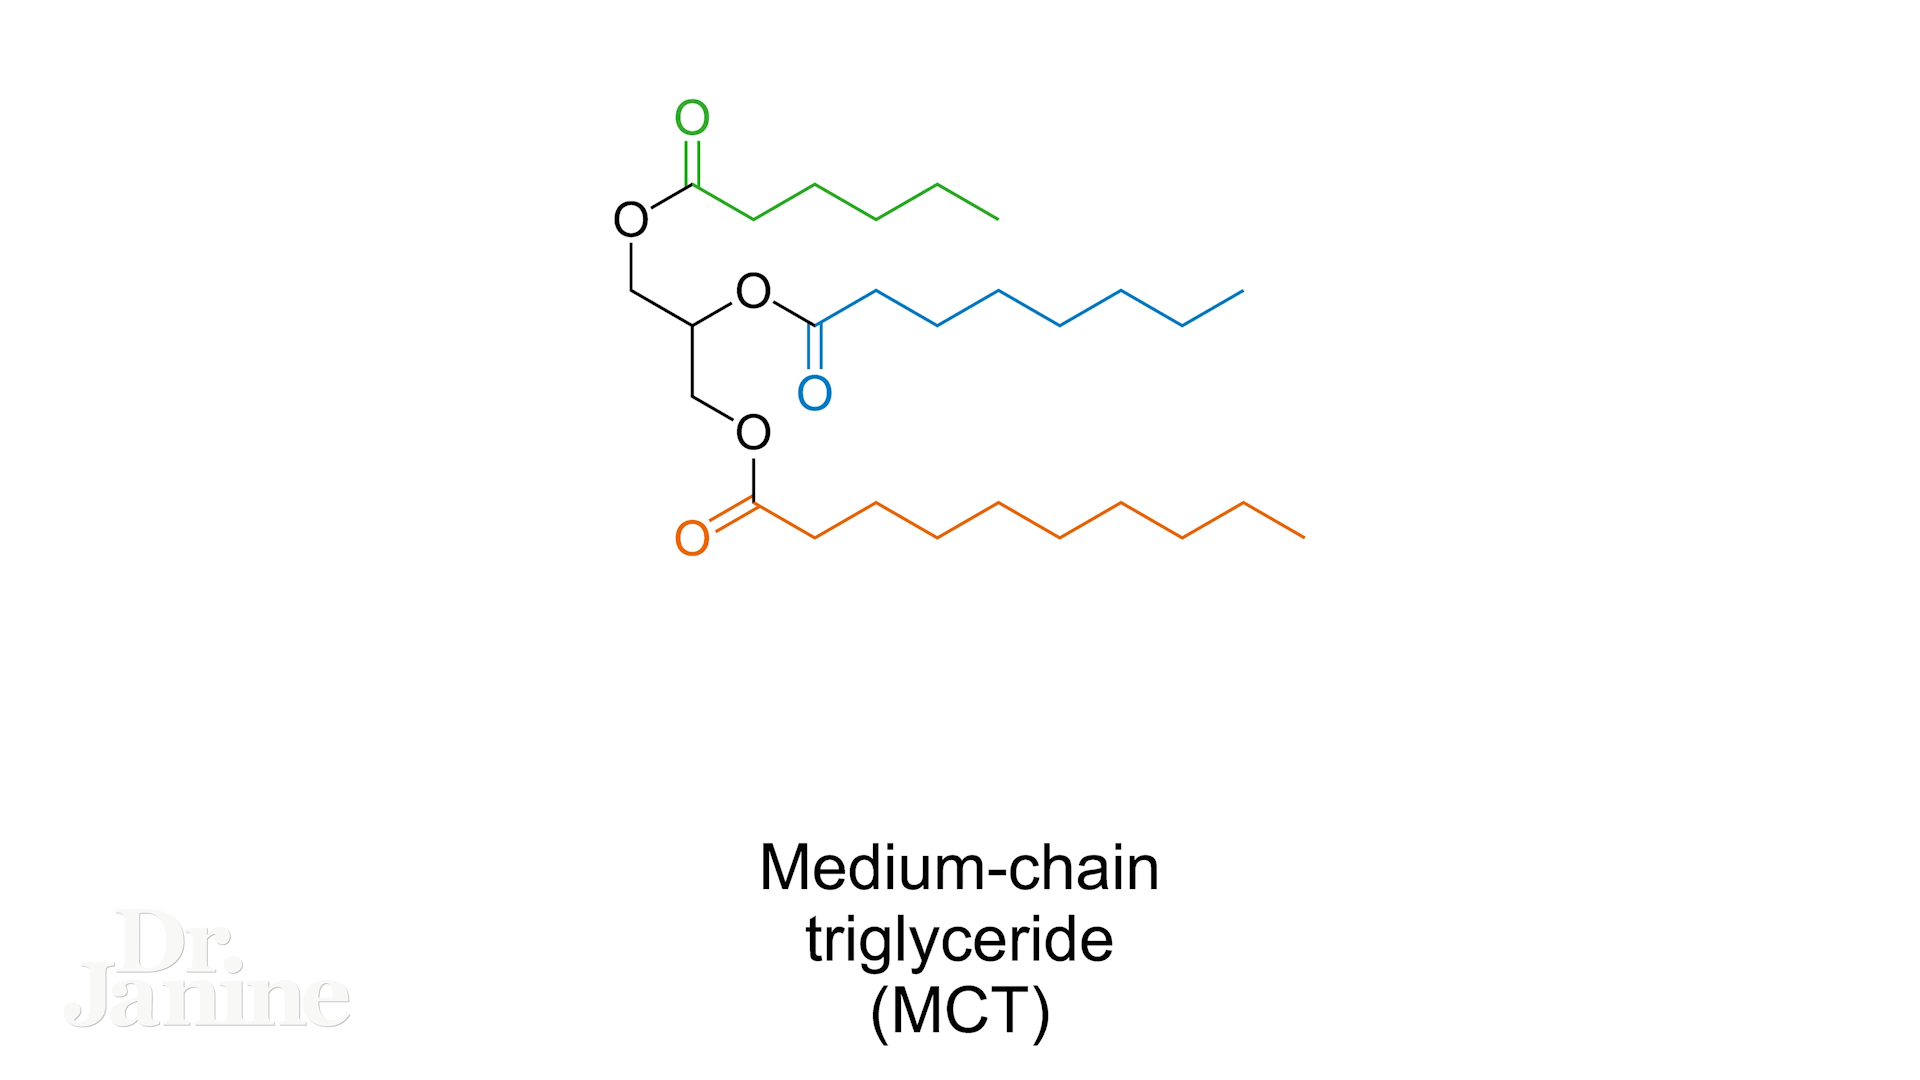 O
O
O
O
O
O
Medium-chain
triglyceride
(MCT)
Dr.
Janine